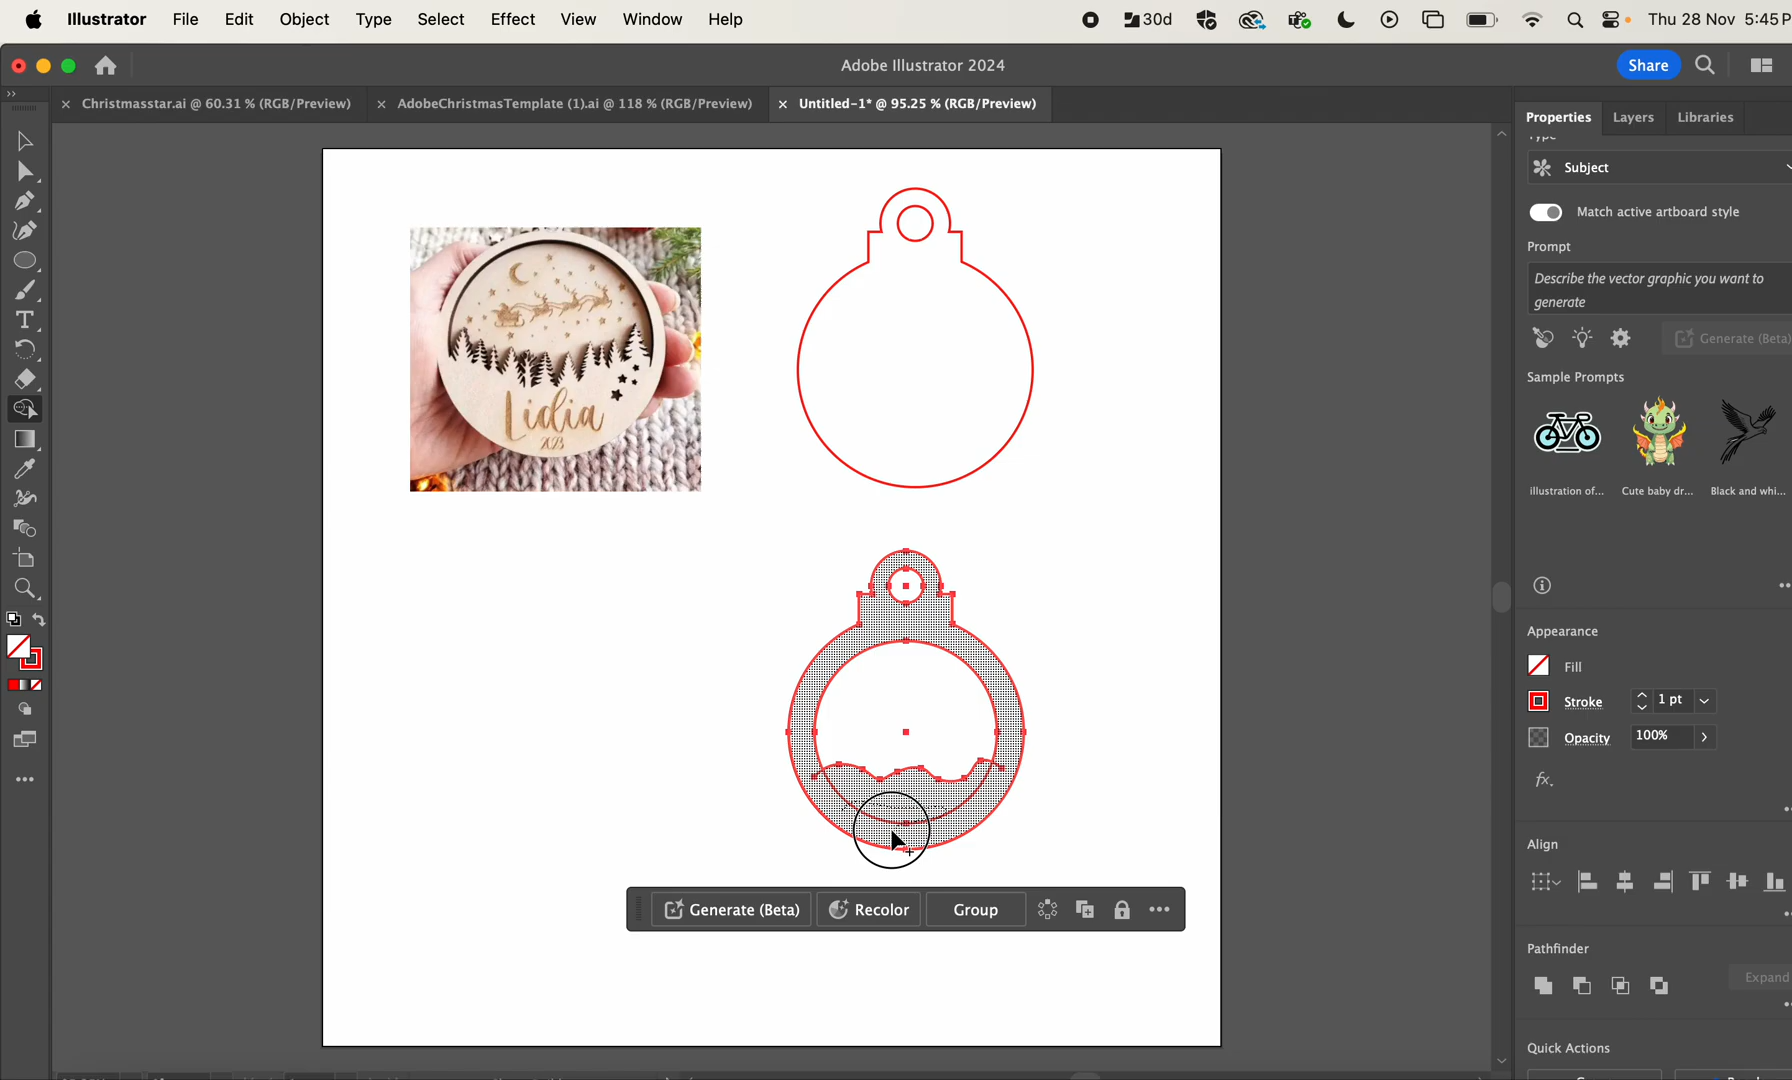 Illustrator File Edit Object Type Select Effect View Window Help 30d Thu 28 Nov 5:45P
Adobe Illustrator 2024 Share
Christmasstar.ai @ 60.31 % (RGB/Preview) AdobeChristmasTemplate (1).ai @ 118 % (RGB/Preview) Untitled-1* @ 95.25 % (RGB/Preview)
Properties Layers Libraries
Type
Subject
Match active artboard style
Prompt
Describe the vector graphic you want to
generate
Generate (Beta)
Sample Prompts
illustration of... Cute baby dr... Black and whi...
Lidia
2023
Appearance
Fill
Stroke 1 pt
Opacity 100%
fx.
Align
Generate (Beta) Recolor Group
Pathfinder
Expand
Quick Actions